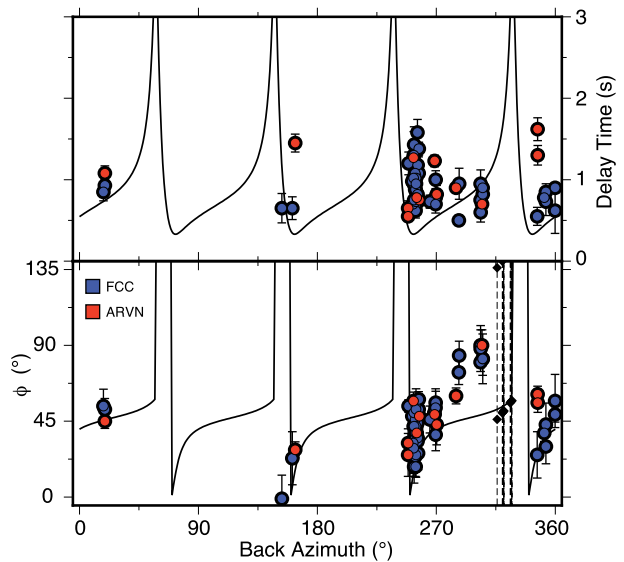 3
2
1
0
Delay Time (s)
135
90
45
0
ϕ (°)
FCC
ARVN
0 90 180 270 360
Back Azimuth (°)